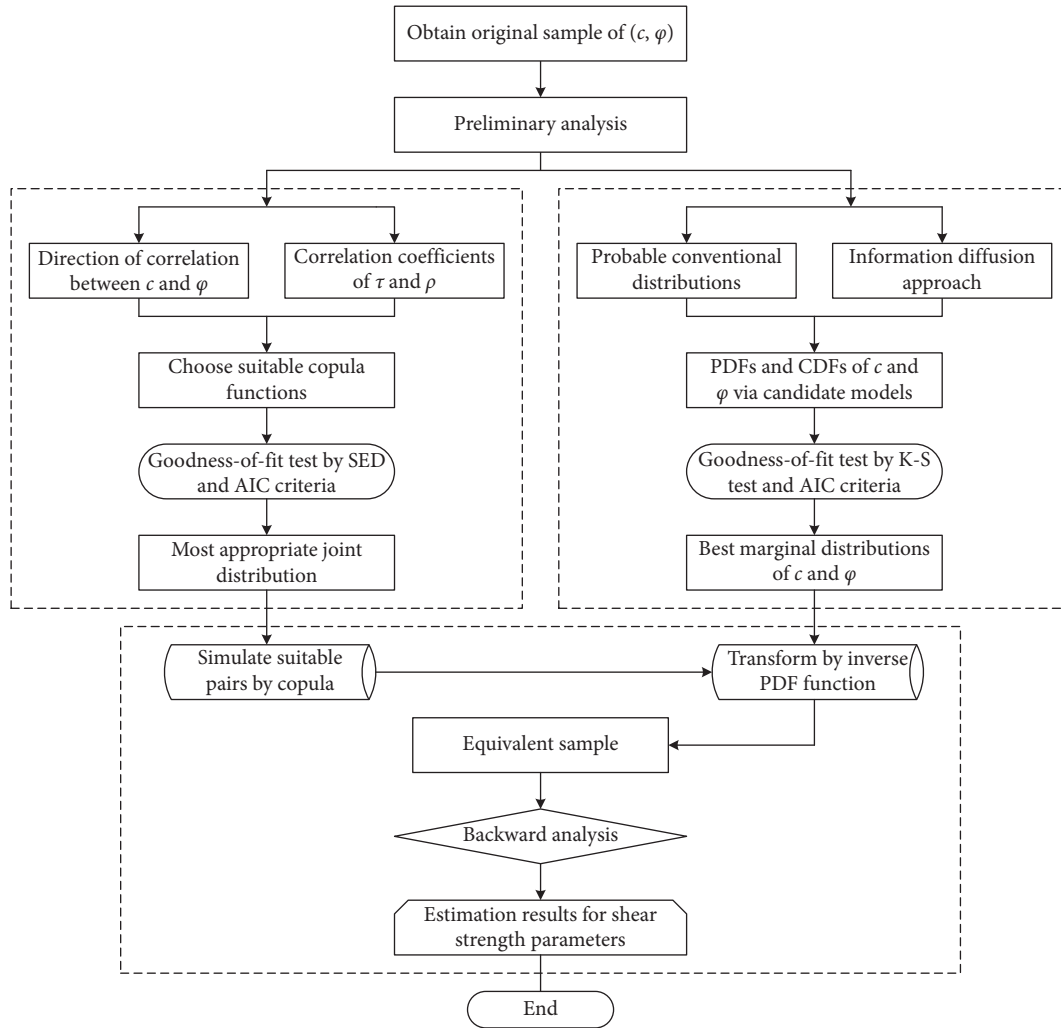 Obtain original sample of (c, φ)
Preliminary analysis
Direction of correlation
between c and φ
Correlation coefficients
of τ and ρ
Choose suitable copula
functions
Goodness-of-fit test by SED
and AIC criteria
Most appropriate joint
distribution
Probable conventional
distributions
Information diffusion
approach
PDFs and CDFs of c and
φ via candidate models
Goodness-of-fit test by K-S
test and AIC criteria
Best marginal distributions
of c and φ
Simulate suitable
pairs by copula
Transform by inverse
PDF function
Equivalent sample
Backward analysis
Estimation results for shear
strength parameters
End